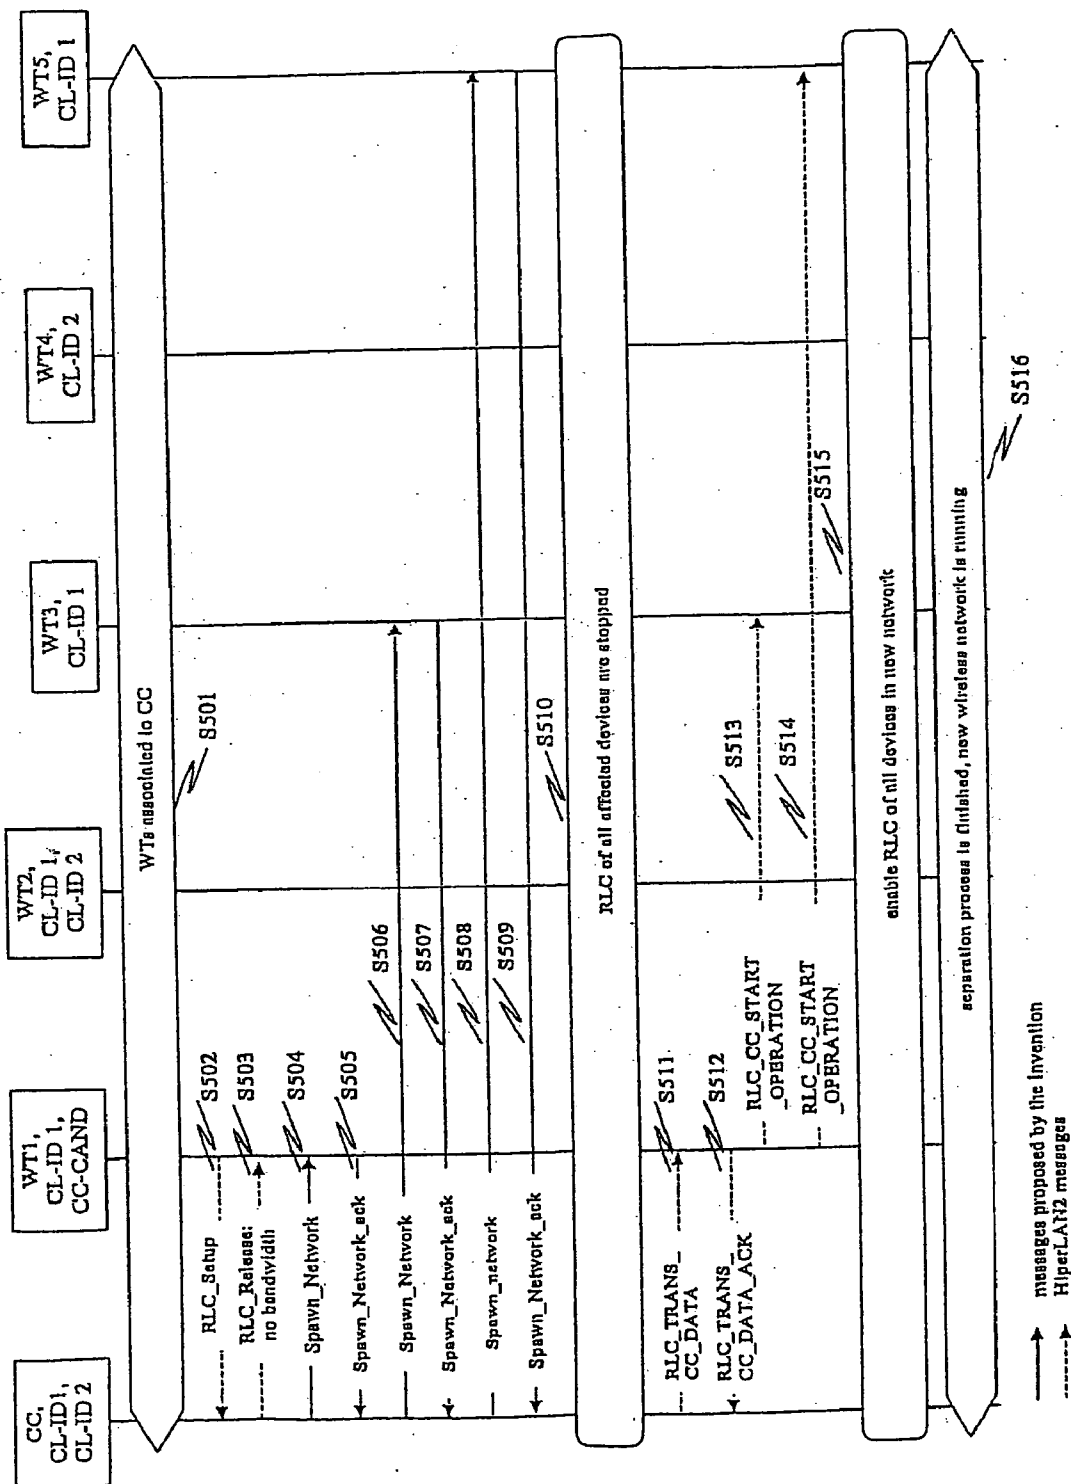 CC,
CL-ID1,
CL-ID 2
WT1,
CL-ID 1,
CC-CAND
WT2,
CL-ID 1,
CL-ID 2
WT3,
CL-ID 1
WT4,
CL-ID 2
WT5,
CL-ID 1
WTs associated to CC
S501
RLC_Setup
S502
RLC_Release:
no bandwidth
S503
Spawn_Network
S504
Spawn_Network_ack
S505
Spawn_Network
S506
Spawn_Network_ack
S507
Spawn_network
S508
Spawn_Network_ack
S509
S510
RLC of all affected devices are stopped
RLC_TRANS_
CC_DATA
S511
RLC_TRANS_
CC_DATA_ACK
S512
RLC_CC_START
_OPERATION
S513
RLC_CC_START
_OPERATION
S514
S515
enable RLC of all devices in new network
separation process is finished, new wireless network is running
S516
messages proposed by the Invention
HiperLAN2 messages